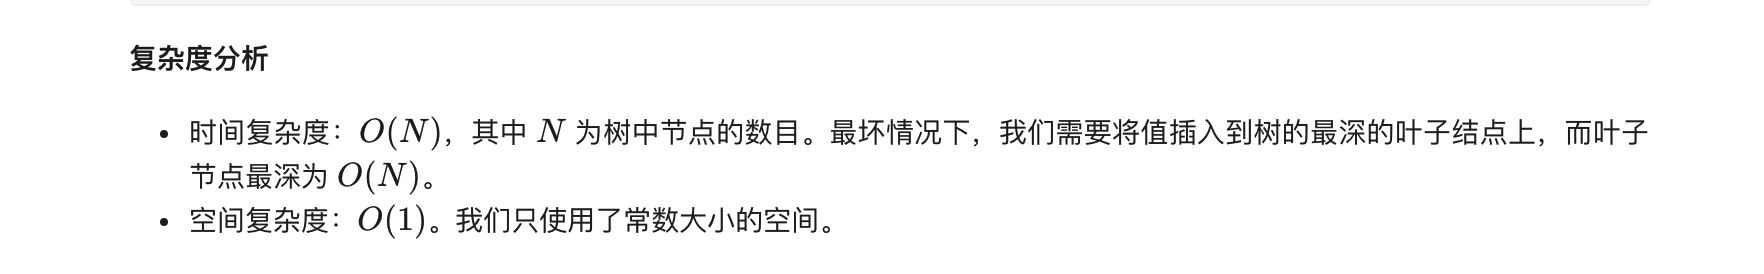 复杂度分析
• 时间复杂度：O(N)，其中 N 为树中节点的数目。最坏情况下，我们需要将值插入到树的最深的叶子结点上，而叶子
节点最深为 O(N)。
• 空间复杂度：O(1)。我们只使用了常数大小的空间。